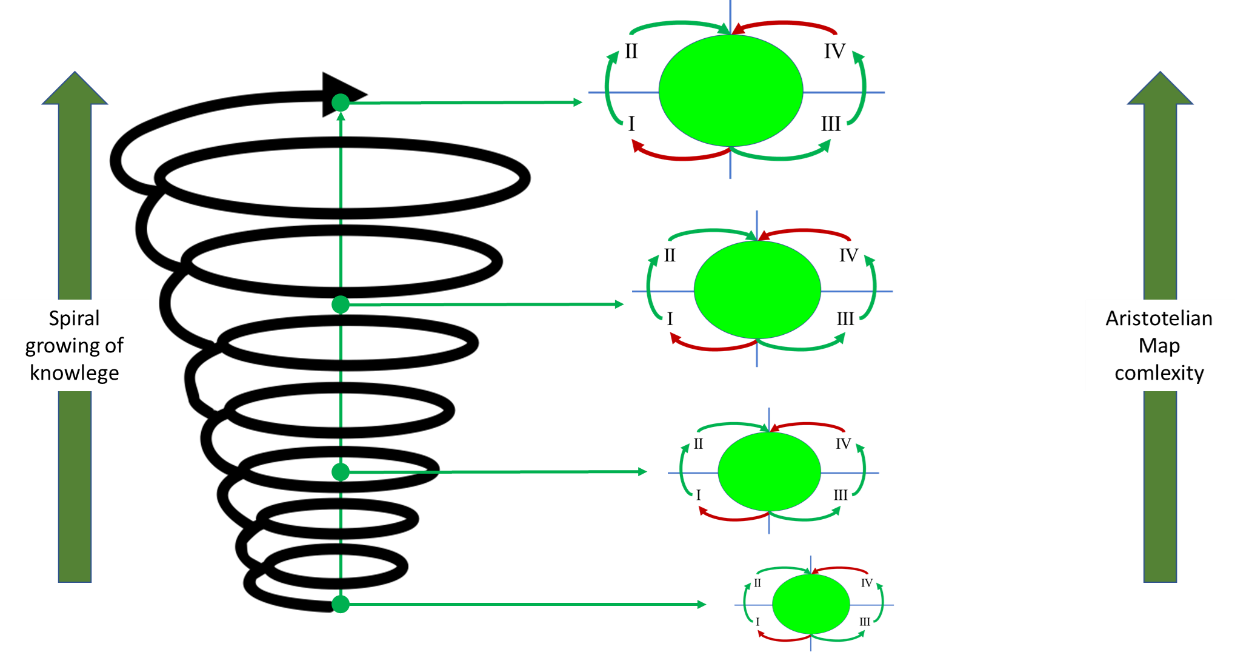 II
IV
I
III
II
IV
I
III
Spiral
growing of
knowlege
Aristotelian
Map
comlexity
II
IV
I
III
II
IV
I
III